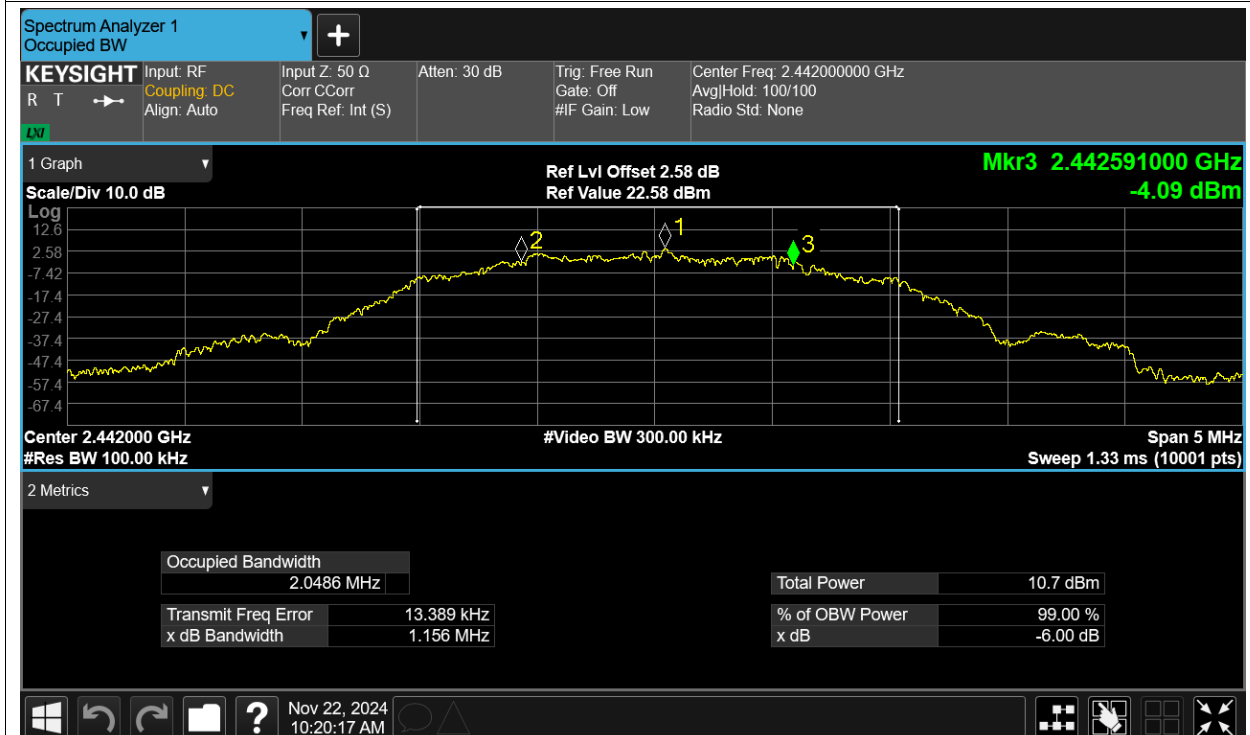 Spectrum Analyzer 1
Occupied BW
+
KEYSIGHT
R T
LXI
Input: RF
Coupling: DC
Align: Auto
Input Z: 50 Ω
Corr CCorr
Freq Ref: Int (S)
Atten: 30 dB
Trig: Free Run
Gate: Off
#IF Gain: Low
Center Freq: 2.442000000 GHz
Avg|Hold: 100/100
Radio Std: None
1 Graph
Scale/Div 10.0 dB
Ref Lvl Offset 2.58 dB
Ref Value 22.58 dBm
Mkr3 2.442591000 GHz
-4.09 dBm
Log
12.6
2.58
-7.42
-17.4
-27.4
-37.4
-47.4
-57.4
-67.4
2
1
3
Center 2.442000 GHz
#Res BW 100.00 kHz
#Video BW 300.00 kHz
Span 5 MHz
Sweep 1.33 ms (10001 pts)
2 Metrics
Occupied Bandwidth
2.0486 MHz
Transmit Freq Error 13.389 kHz
x dB Bandwidth 1.156 MHz
Total Power 10.7 dBm
% of OBW Power 99.00 %
x dB -6.00 dB
?
Nov 22, 2024
10:20:17 AM